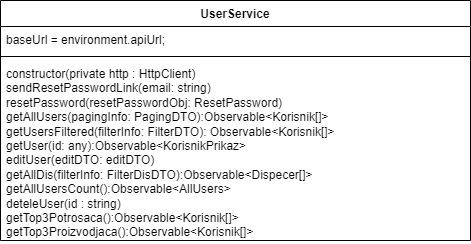 UserService
baseUrl = environment.apiUrl;
constructor(private http : HttpClient)
sendResetPasswordLink(email: string)
resetPassword(resetPasswordObj: ResetPassword)
getAllUsers(pagingInfo: PagingDTO):Observable<Korisnik[]>
getUsersFiltered(filterInfo: FilterDTO): Observable<Korisnik[]>
getUser(id: any):Observable<KorisnikPrikaz>
editUser(editDTO: editDTO)
getAllDis(filterInfo: FilterDisDTO):Observable<Dispecer[]>
getAllUsersCount():Observable<AllUsers>
deteleUser(id : string)
getTop3Potrosaca():Observable<Korisnik[]>
getTop3Proizvodjaca():Observable<Korisnik[]>